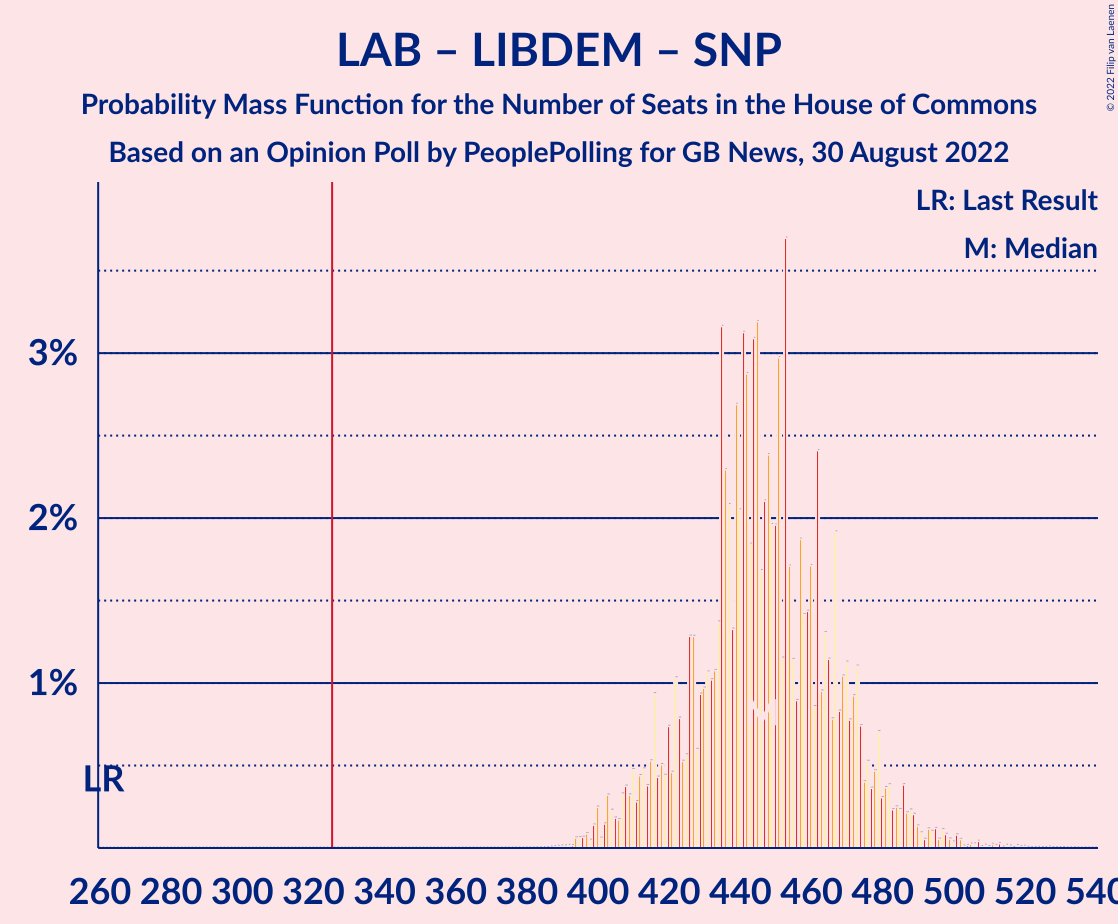 LAB – LIBDEM – SNP
Probability Mass Function for the Number of Seats in the House of Commons
Based on an Opinion Poll by PeoplePolling for GB News, 30 August 2022
© 2022 Filip van Laenen
LR: Last Result
M: Median
3%
2%
1%
LR
M
260 280 300 320 340 360 380 400 420 440 460 480 500 520 540